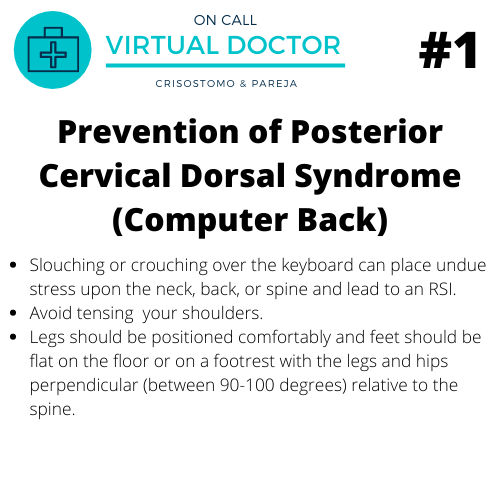 ON CALL
VIRTUAL DOCTOR
CRISOSTOMO & PAREJA
#1
Prevention of Posterior
Cervical Dorsal Syndrome
(Computer Back)
• Slouching or crouching over the keyboard can place undue
stress upon the neck, back, or spine and lead to an RSI.
• Avoid tensing  your shoulders.
• Legs should be positioned comfortably and feet should be
flat on the floor or on a footrest with the legs and hips
perpendicular (between 90-100 degrees) relative to the
spine.